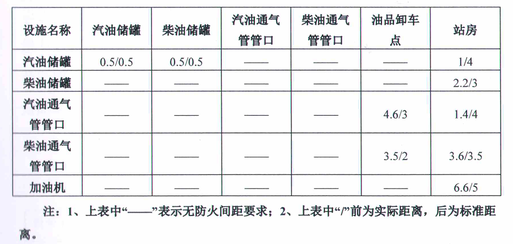 设施名称 汽油储罐 柴油储罐 汽油通气管管口 柴油通气管管口 油品卸车点 站房
汽油储罐 0.5/0.5 0.5/0.5 —— —— —— 1/4
柴油储罐 —— —— —— —— —— 2.2/3
汽油通气管管口 —— —— —— —— 4.6/3 1.4/4
柴油通气管管口 —— —— —— —— 3.5/2 3.6/3.5
加油机 —— —— —— —— —— 6.6/5
注：1、上表中“——”表示无防火间距要求；2、上表中“/”前为实际距离，后为标准距
离。